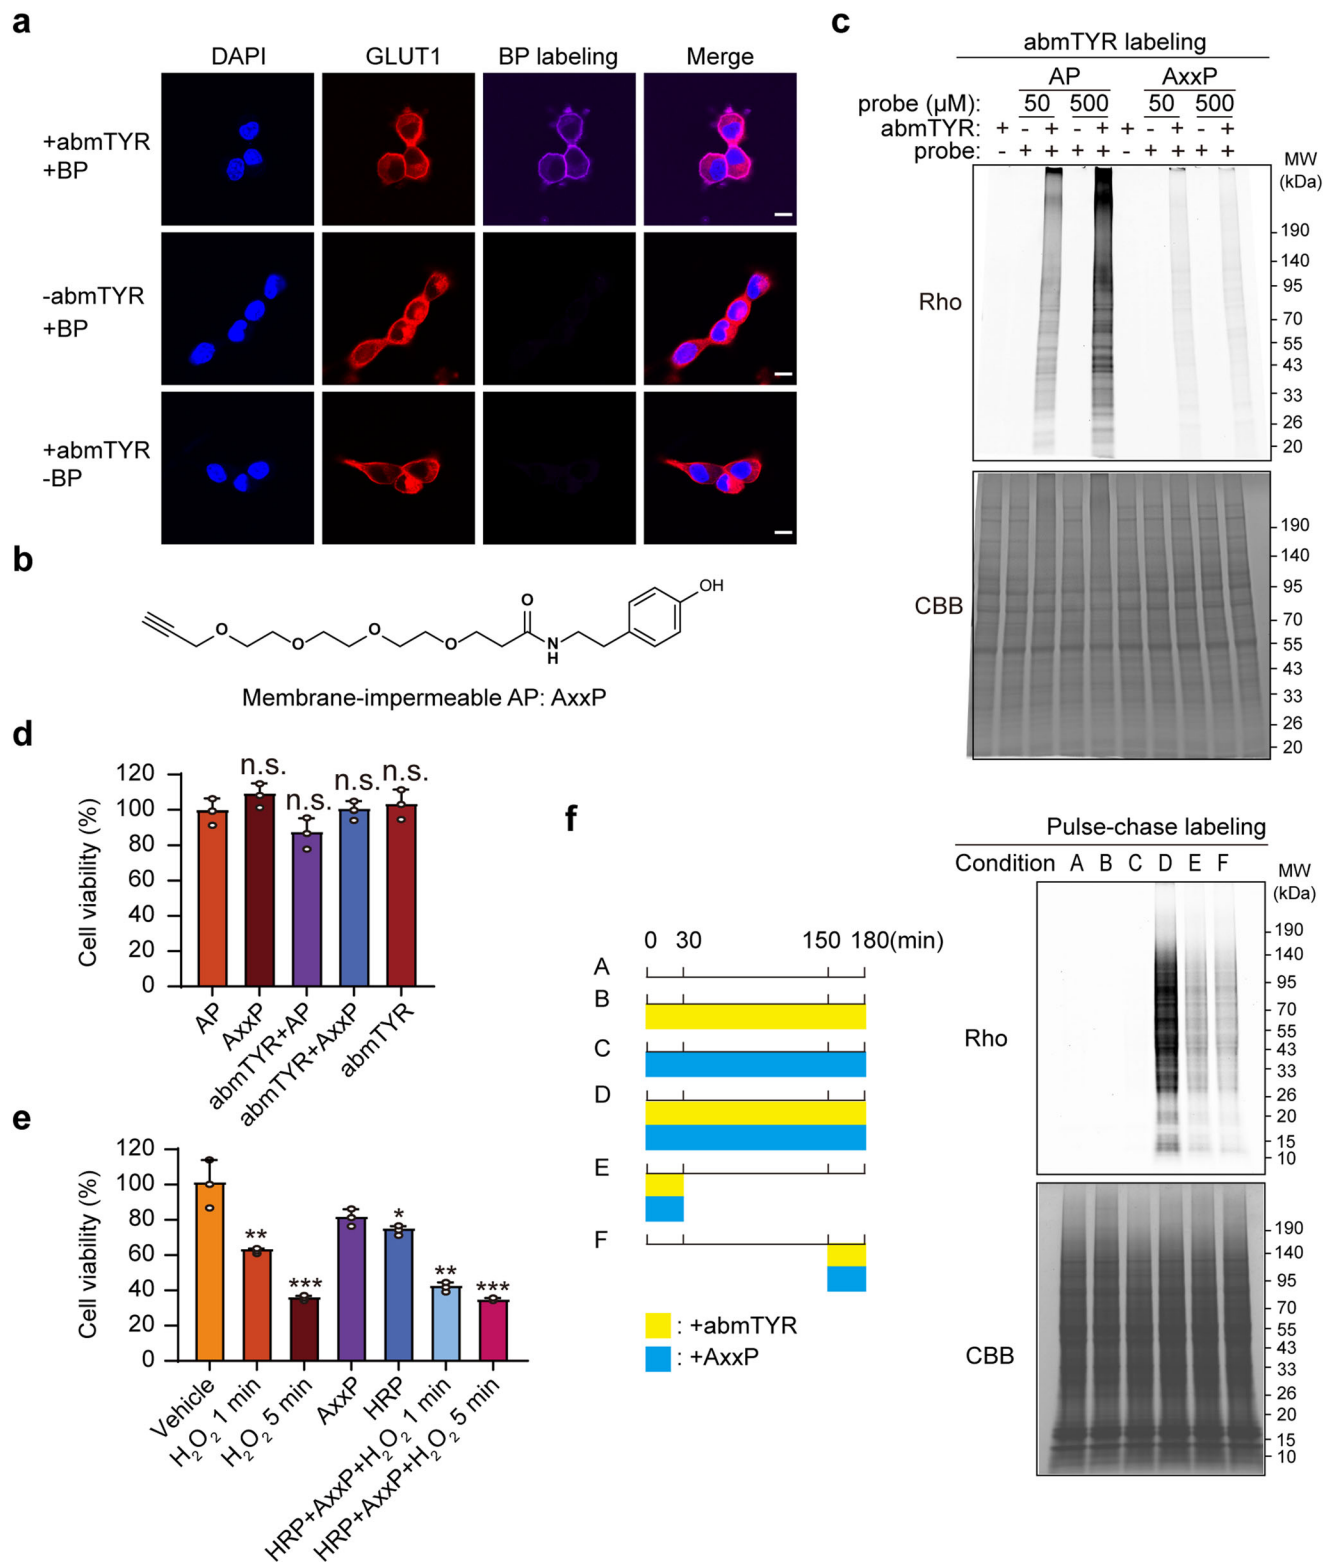 a
DAPI GLUT1 BP labeling Merge
+abmTYR
+BP
-abmTYR
+BP
+abmTYR
-BP
b
O
OH
O O O O N
H
Membrane-impermeable AP: AxxP
c
abmTYR labeling
AP AxxP
probe (µM): 50 500 50 500
abmTYR: + - + - + + - + - +
probe: - + + + + - + + + +
MW
(kDa)
Rho
190
140
95
70
55
43
33
26
20
CBB
190
140
95
70
55
43
33
26
20
d
Cell viability (%)
120
100
80
60
40
20
0
n.s. n.s. n.s. n.s.
AP AxxP abmTYR+AP abmTYR+AxxP abmTYR
e
Cell viability (%)
120
100
80
60
40
20
0
** *** * ** ***
Vehicle H₂O₂ 1 min H₂O₂ 5 min AxxP HRP HRP+AxxP+H₂O₂ 1 min HRP+AxxP+H₂O₂ 5 min
f
0 30 150 180(min)
A
B
C
D
E
F
: +abmTYR
: +AxxP
Pulse-chase labeling
Condition A B C D E F
MW
(kDa)
Rho
190
140
95
70
55
43
33
26
20
15
10
CBB
190
140
95
70
55
43
33
26
20
15
10